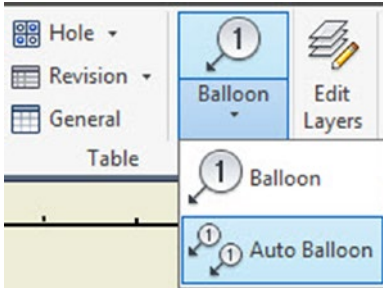 Hole
Revision
General
Table
1
Balloon
Edit
Layers
1
Balloon
1
1
Auto Balloon